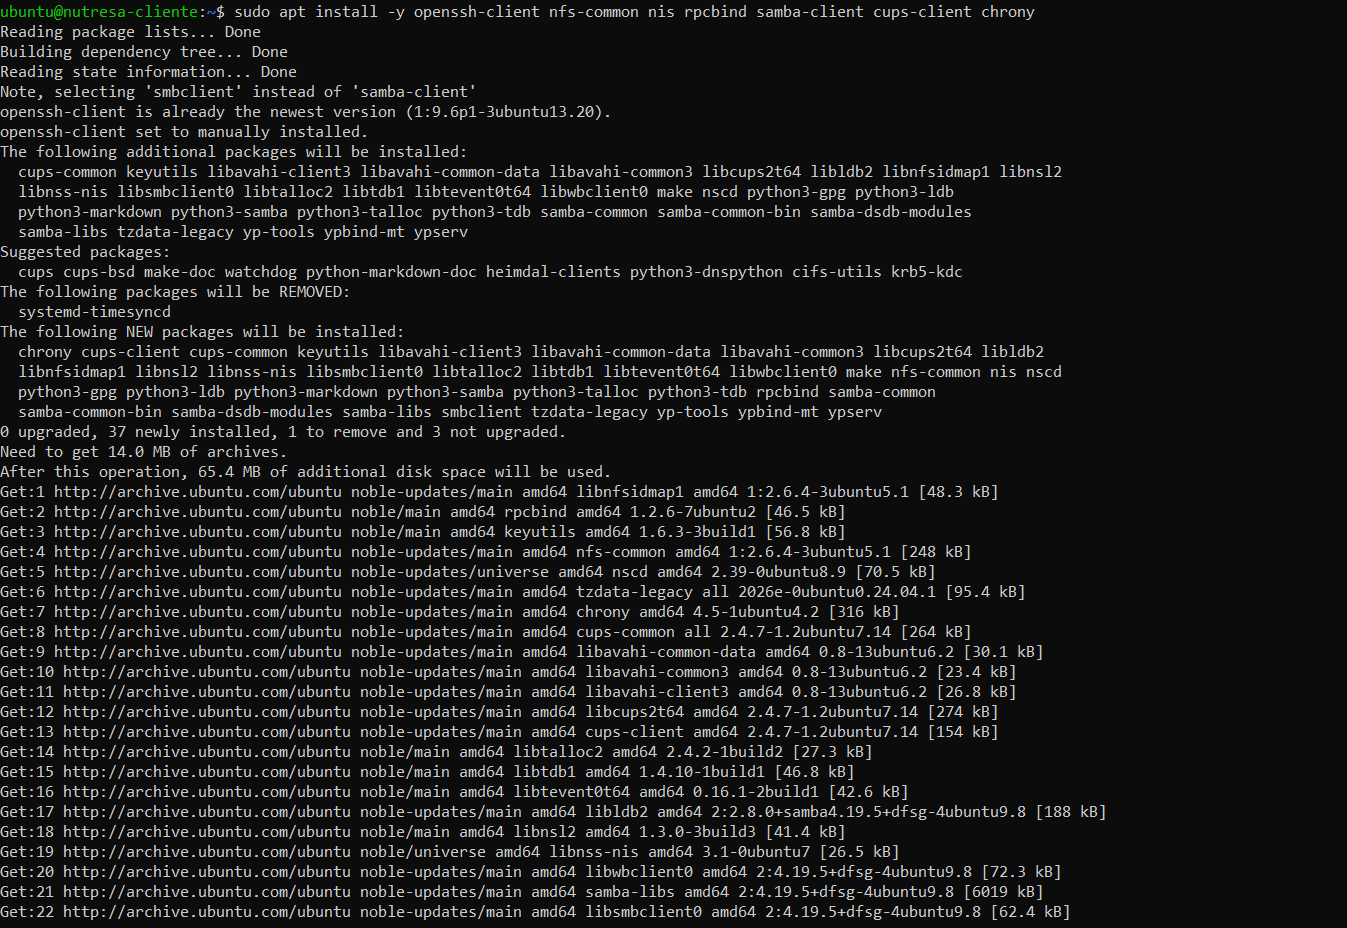 ubuntu@nutresa-cliente:~$ sudo apt install -y openssh-client nfs-common nis rpcbind samba-client cups-client chrony
Reading package lists... Done
Building dependency tree... Done
Reading state information... Done
Note, selecting 'smbclient' instead of 'samba-client'
openssh-client is already the newest version (1:9.6p1-3ubuntu13.20).
openssh-client set to manually installed.
The following additional packages will be installed:
  cups-common keyutils libavahi-client3 libavahi-common-data libavahi-common3 libcups2t64 libldb2 libnfsidmap1 libnsl2
  libnss-nis libsmbclient0 libtalloc2 libtdb1 libtevent0t64 libwbclient0 make nscd python3-gpg python3-ldb
  python3-markdown python3-samba python3-talloc python3-tdb samba-common samba-common-bin samba-dsdb-modules
  samba-libs tzdata-legacy yp-tools ypbind-mt ypserv
Suggested packages:
  cups cups-bsd make-doc watchdog python-markdown-doc heimdal-clients python3-dnspython cifs-utils krb5-kdc
The following packages will be REMOVED:
  systemd-timesyncd
The following NEW packages will be installed:
  chrony cups-client cups-common keyutils libavahi-client3 libavahi-common-data libavahi-common3 libcups2t64 libldb2
  libnfsidmap1 libnsl2 libnss-nis libsmbclient0 libtalloc2 libtdb1 libtevent0t64 libwbclient0 make nfs-common nis nscd
  python3-gpg python3-ldb python3-markdown python3-samba python3-talloc python3-tdb rpcbind samba-common
  samba-common-bin samba-dsdb-modules samba-libs smbclient tzdata-legacy yp-tools ypbind-mt ypserv
0 upgraded, 37 newly installed, 1 to remove and 3 not upgraded.
Need to get 14.0 MB of archives.
After this operation, 65.4 MB of additional disk space will be used.
Get:1 http://archive.ubuntu.com/ubuntu noble-updates/main amd64 libnfsidmap1 amd64 1:2.6.4-3ubuntu5.1 [48.3 kB]
Get:2 http://archive.ubuntu.com/ubuntu noble/main amd64 rpcbind amd64 1.2.6-7ubuntu2 [46.5 kB]
Get:3 http://archive.ubuntu.com/ubuntu noble/main amd64 keyutils amd64 1.6.3-3build1 [56.8 kB]
Get:4 http://archive.ubuntu.com/ubuntu noble-updates/main amd64 nfs-common amd64 1:2.6.4-3ubuntu5.1 [248 kB]
Get:5 http://archive.ubuntu.com/ubuntu noble-updates/universe amd64 nscd amd64 2.39-0ubuntu8.9 [70.5 kB]
Get:6 http://archive.ubuntu.com/ubuntu noble-updates/main amd64 tzdata-legacy all 2026e-0ubuntu0.24.04.1 [95.4 kB]
Get:7 http://archive.ubuntu.com/ubuntu noble-updates/main amd64 chrony amd64 4.5-1ubuntu4.2 [316 kB]
Get:8 http://archive.ubuntu.com/ubuntu noble-updates/main amd64 cups-common all 2.4.7-1.2ubuntu7.14 [264 kB]
Get:9 http://archive.ubuntu.com/ubuntu noble-updates/main amd64 libavahi-common-data amd64 0.8-13ubuntu6.2 [30.1 kB]
Get:10 http://archive.ubuntu.com/ubuntu noble-updates/main amd64 libavahi-common3 amd64 0.8-13ubuntu6.2 [23.4 kB]
Get:11 http://archive.ubuntu.com/ubuntu noble-updates/main amd64 libavahi-client3 amd64 0.8-13ubuntu6.2 [26.8 kB]
Get:12 http://archive.ubuntu.com/ubuntu noble-updates/main amd64 libcups2t64 amd64 2.4.7-1.2ubuntu7.14 [274 kB]
Get:13 http://archive.ubuntu.com/ubuntu noble-updates/main amd64 cups-client amd64 2.4.7-1.2ubuntu7.14 [154 kB]
Get:14 http://archive.ubuntu.com/ubuntu noble/main amd64 libtalloc2 amd64 2.4.2-1build2 [27.3 kB]
Get:15 http://archive.ubuntu.com/ubuntu noble/main amd64 libtdb1 amd64 1.4.10-1build1 [46.8 kB]
Get:16 http://archive.ubuntu.com/ubuntu noble/main amd64 libtevent0t64 amd64 0.16.1-2build1 [42.6 kB]
Get:17 http://archive.ubuntu.com/ubuntu noble-updates/main amd64 libldb2 amd64 2:2.8.0+samba4.19.5+dfsg-4ubuntu9.8 [188 kB]
Get:18 http://archive.ubuntu.com/ubuntu noble/main amd64 libnsl2 amd64 1.3.0-3build3 [41.4 kB]
Get:19 http://archive.ubuntu.com/ubuntu noble/universe amd64 libnss-nis amd64 3.1-0ubuntu7 [26.5 kB]
Get:20 http://archive.ubuntu.com/ubuntu noble-updates/main amd64 libwbclient0 amd64 2:4.19.5+dfsg-4ubuntu9.8 [72.3 kB]
Get:21 http://archive.ubuntu.com/ubuntu noble-updates/main amd64 samba-libs amd64 2:4.19.5+dfsg-4ubuntu9.8 [6019 kB]
Get:22 http://archive.ubuntu.com/ubuntu noble-updates/main amd64 libsmbclient0 amd64 2:4.19.5+dfsg-4ubuntu9.8 [62.4 kB]